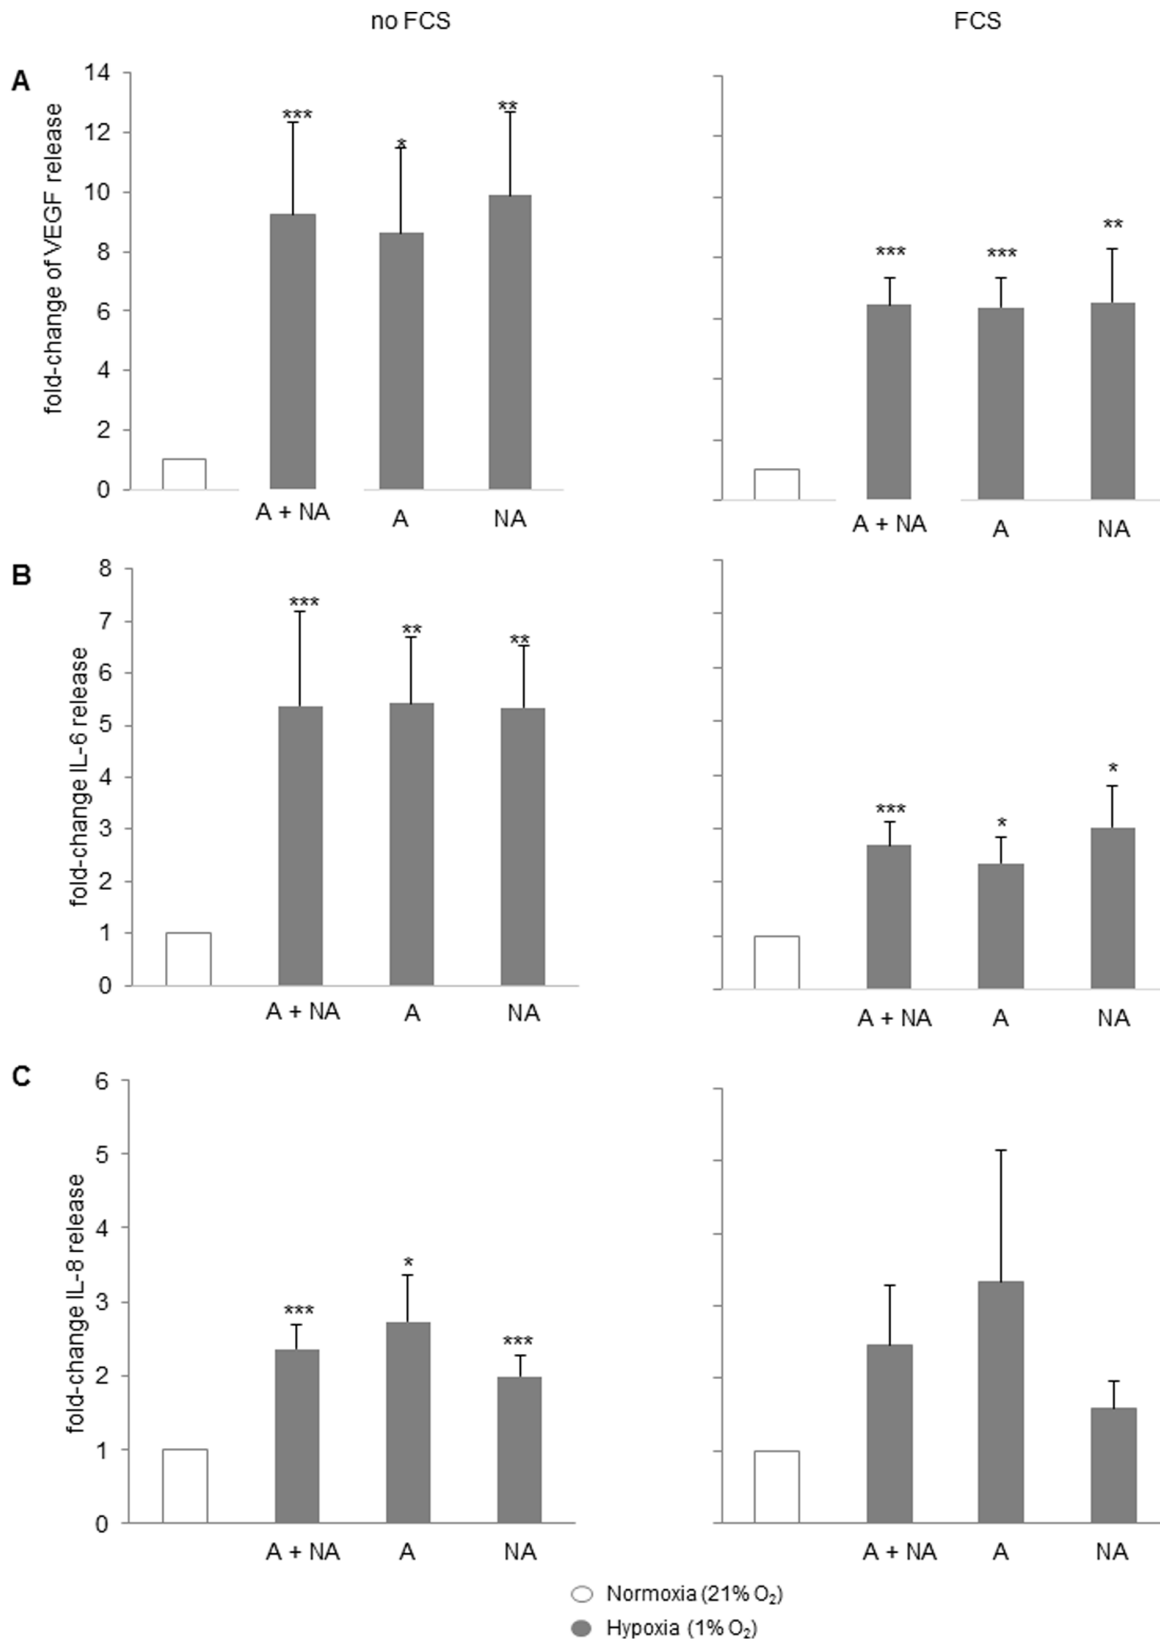 no FCS
FCS
A
fold-change of VEGF release
14
12
10
8
6
4
2
0
***
*
**
A + NA
A
NA
***
***
**
A + NA
A
NA
B
fold-change IL-6 release
8
7
6
5
4
3
2
1
0
***
**
**
A + NA
A
NA
***
*
*
A + NA
A
NA
C
fold-change IL-8 release
6
5
4
3
2
1
0
***
*
***
A + NA
A
NA
A + NA
A
NA
Normoxia (21% O₂)
Hypoxia (1% O₂)